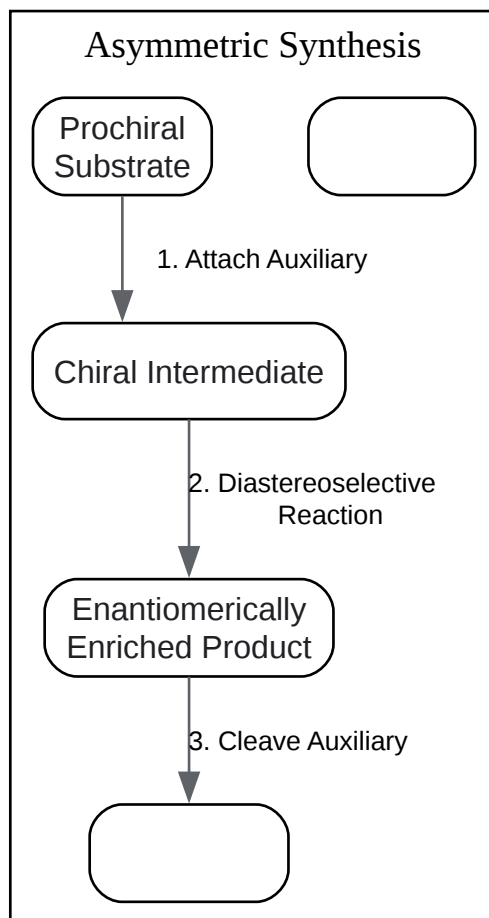 Asymmetric Synthesis
Prochiral
Substrate
1. Attach Auxiliary
Chiral Intermediate
2. Diastereoselective
Reaction
Enantiomerically
Enriched Product
3. Cleave Auxiliary